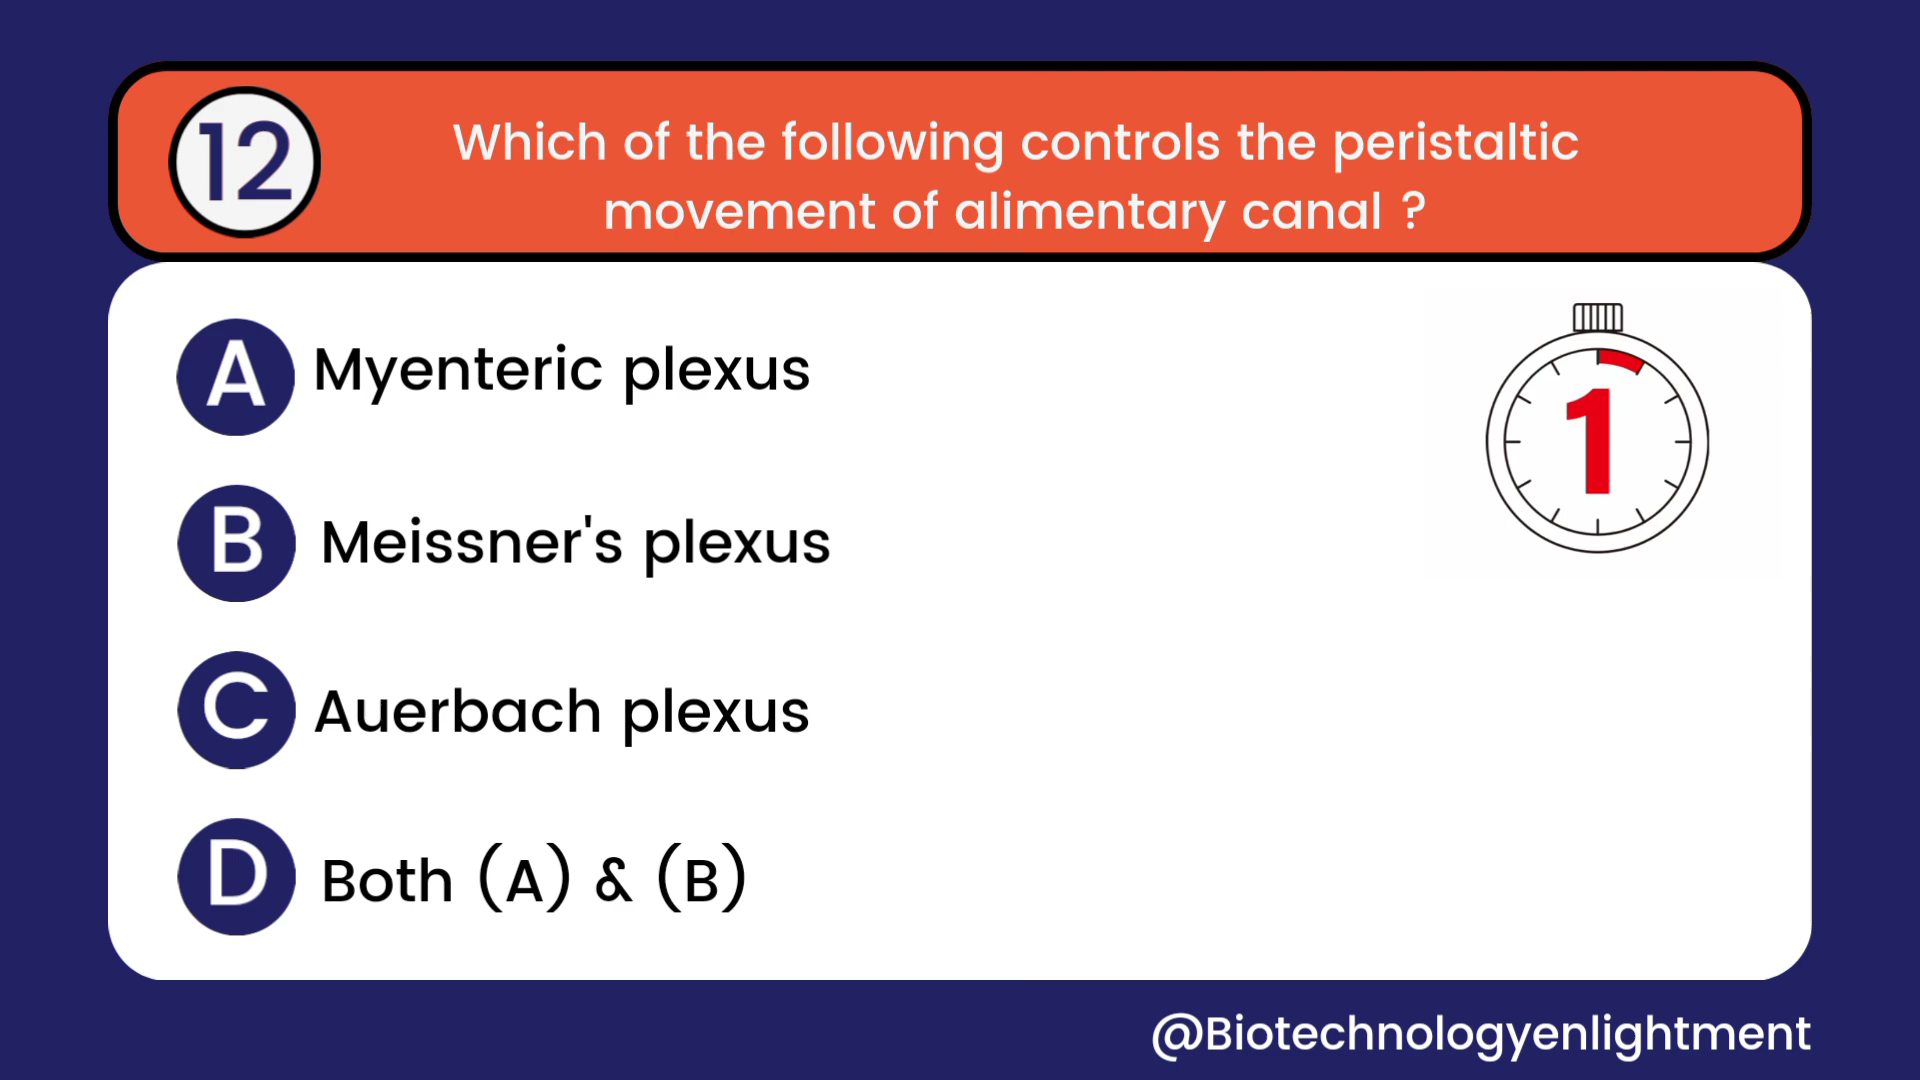 12
Which of the following controls the peristaltic
movement of alimentary canal ?
A Myenteric plexus
1
B Meissner's plexus
C Auerbach plexus
D Both (A) & (B)
@Biotechnologyenlightment